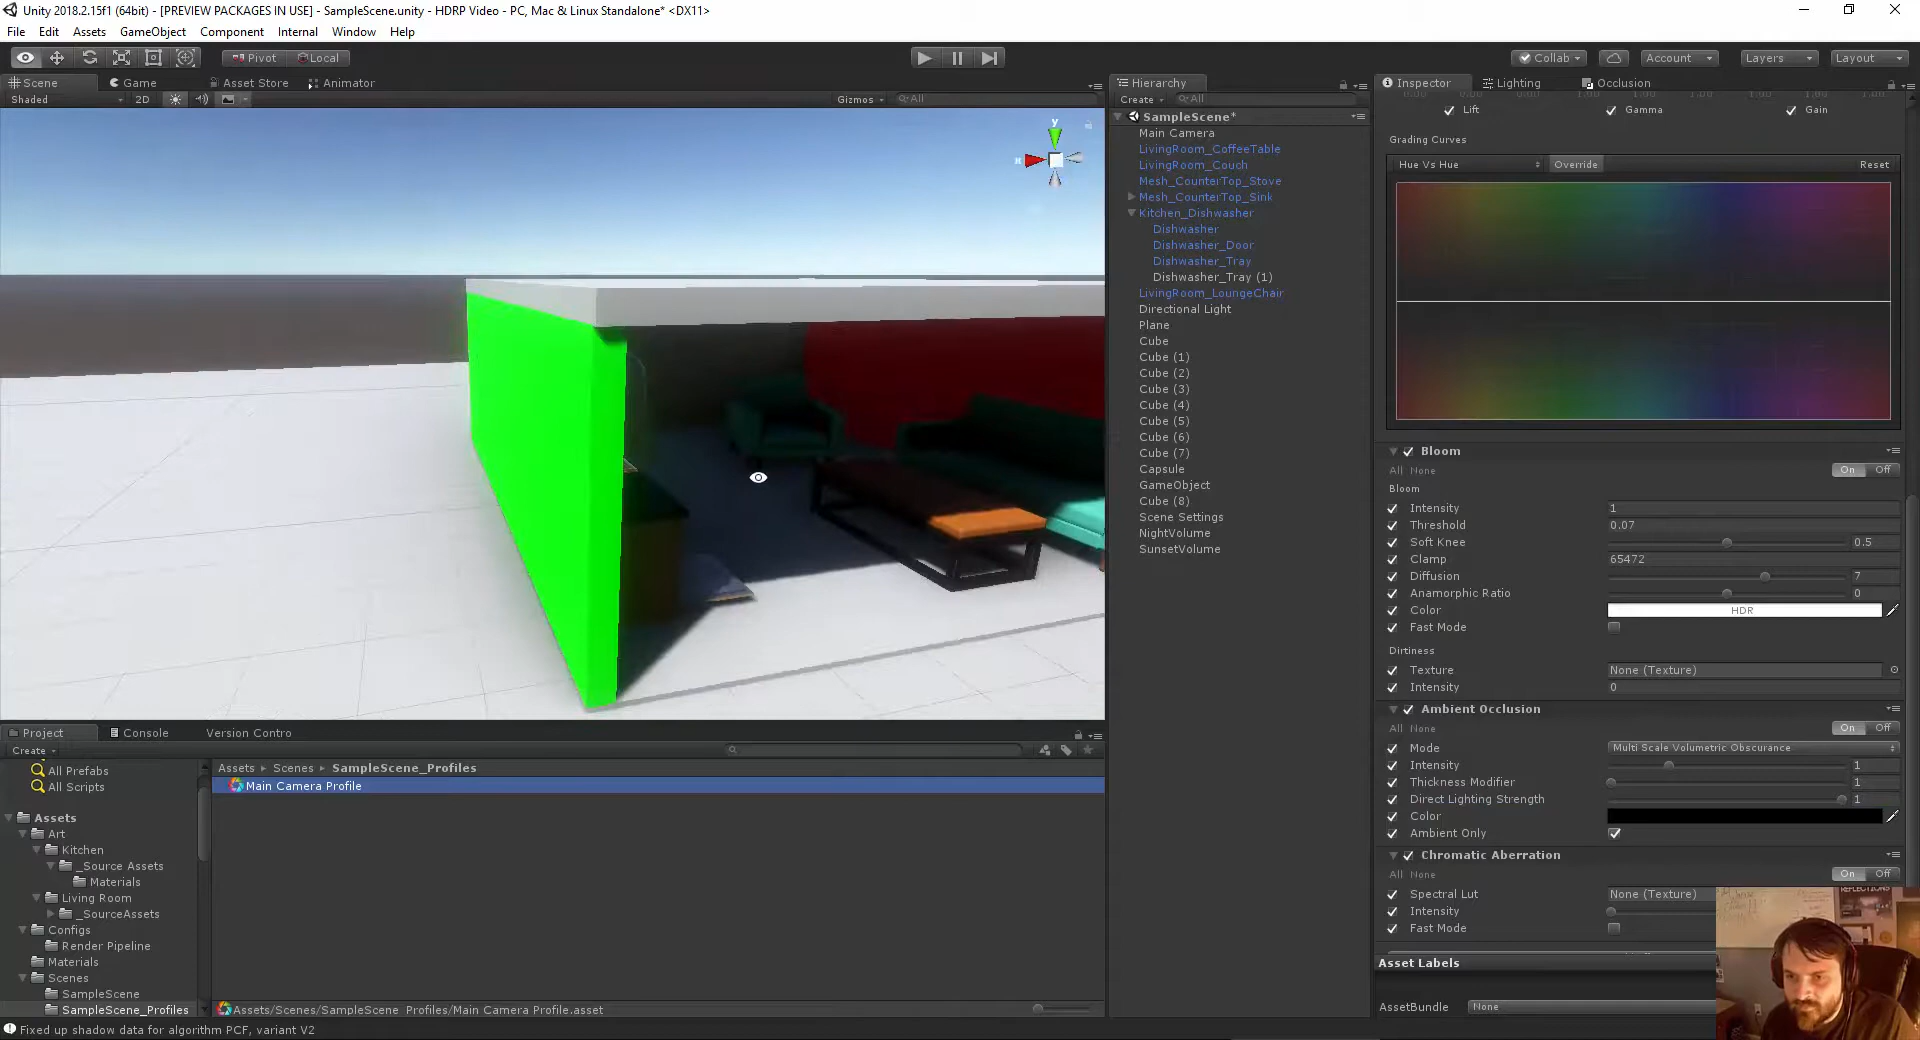 Unity 2018.2.15f1 (64bit) - [PREVIEW PACKAGES IN USE] - SampleScene.unity - HDRP Video - PC, Mac & Linux Standalone* <DX11>
File Edit Assets GameObject Component Internal Window Help
Pivot Local Collab Account Layers Layout
Scene Game Asset Store Animator
Shaded 2D Gizmos All
y
x
Hierarchy
Create All
SampleScene*
Main Camera
LivingRoom_CoffeeTable
LivingRoom_Couch
Mesh_CounterTop_Stove
Mesh_CounterTop_Sink
Kitchen_Dishwasher
Dishwasher
Dishwasher_Door
Dishwasher_Tray
Dishwasher_Tray (1)
LivingRoom_LoungeChair
Directional Light
Plane
Cube
Cube (1)
Cube (2)
Cube (3)
Cube (4)
Cube (5)
Cube (6)
Cube (7)
Capsule
GameObject
Cube (8)
Scene Settings
NightVolume
SunsetVolume
Inspector Lighting Occlusion
Lift Gamma Gain
Grading Curves
Hue Vs Hue Override Reset
Bloom
All None On Off
Bloom
Intensity 1
Threshold 0.07
Soft Knee 0.5
Clamp 65472
Diffusion 7
Anamorphic Ratio 0
Color HDR
Fast Mode
Dirtiness
Texture None (Texture)
Intensity 0
Ambient Occlusion
All None On Off
Mode Multi Scale Volumetric Obscurance
Intensity 1
Thickness Modifier 1
Direct Lighting Strength 1
Color
Ambient Only
Chromatic Aberration
All None On Off
Spectral Lut None (Texture)
Intensity
Fast Mode
Asset Labels
AssetBundle None
REFLECTIONS
Project Console Version Contro
Create
All Prefabs
All Scripts
Assets
Art
Kitchen
_Source Assets
Materials
Living Room
_SourceAssets
Configs
Render Pipeline
Materials
Scenes
SampleScene
SampleScene_Profiles
Assets Scenes SampleScene_Profiles
Main Camera Profile
Assets/Scenes/SampleScene_Profiles/Main Camera Profile.asset
Fixed up shadow data for algorithm PCF, variant V2